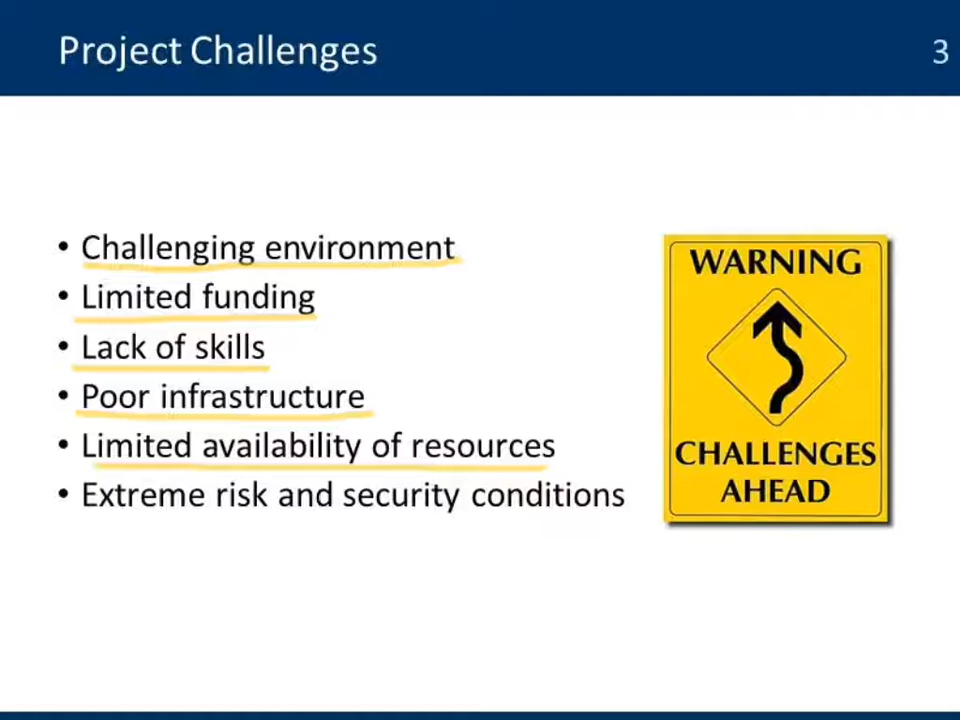 Project Challenges 3
• Challenging environment
• Limited funding
• Lack of skills
• Poor infrastructure
• Limited availability of resources
• Extreme risk and security conditions
WARNING
CHALLENGES
AHEAD